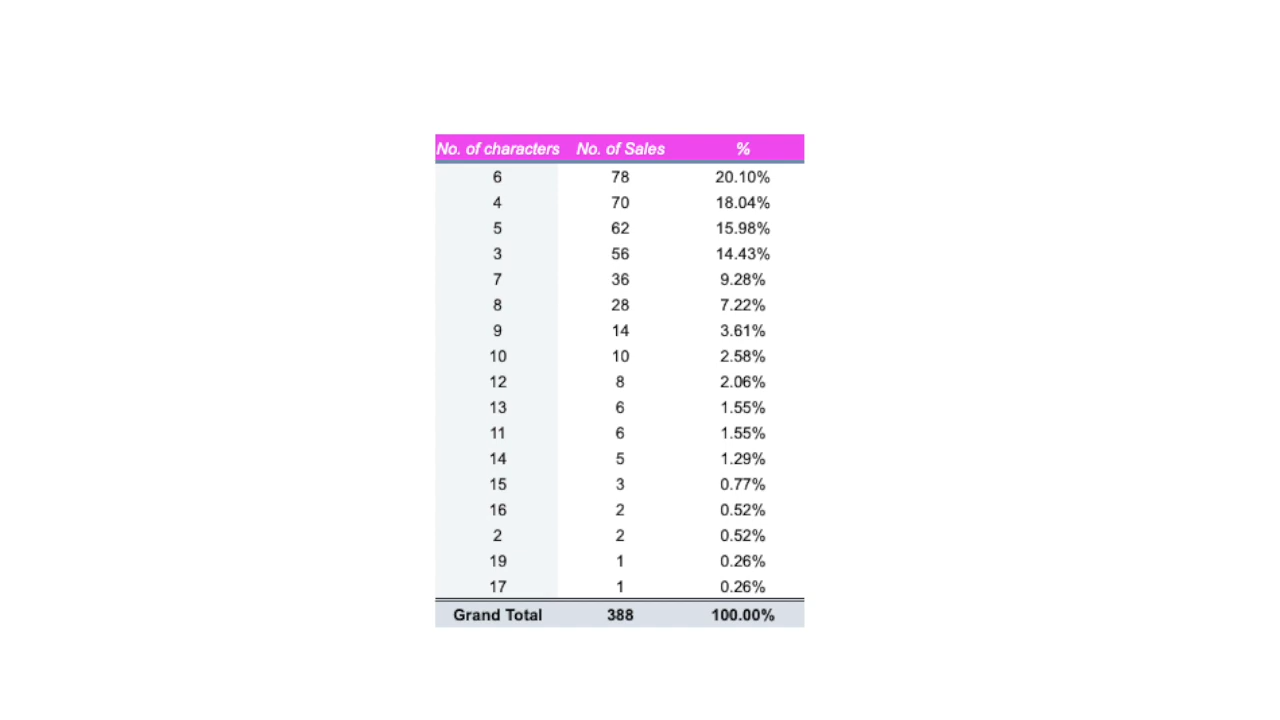 No. of characters No. of Sales %
6 78 20.10%
4 70 18.04%
5 62 15.98%
3 56 14.43%
7 36 9.28%
8 28 7.22%
9 14 3.61%
10 10 2.58%
12 8 2.06%
13 6 1.55%
11 6 1.55%
14 5 1.29%
15 3 0.77%
16 2 0.52%
2 2 0.52%
19 1 0.26%
17 1 0.26%
Grand Total 388 100.00%